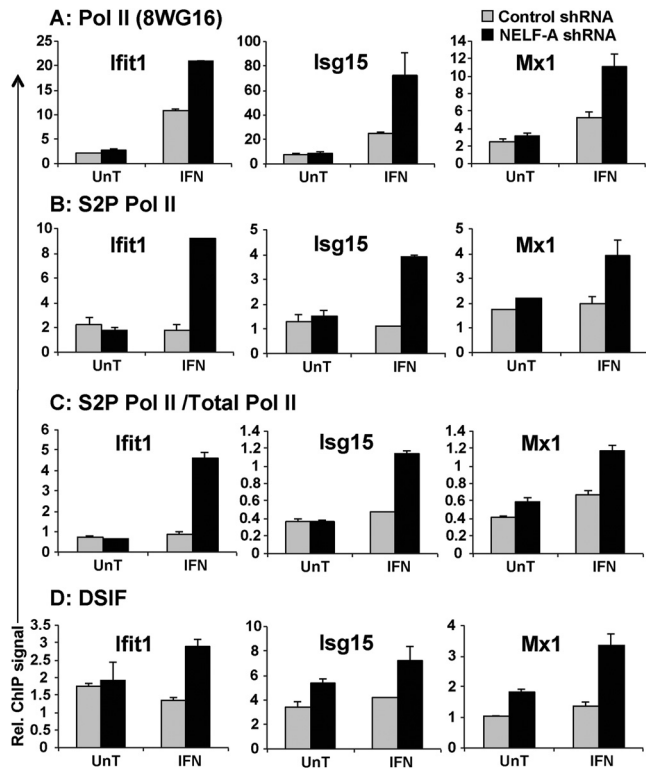 A: Pol II (8WG16)
Control shRNA
NELF-A shRNA
Ifit1
25
20
15
10
5
0
UnT IFN
Isg15
100
80
60
40
20
0
UnT IFN
Mx1
14
12
10
8
6
4
2
0
UnT IFN
B: S2P Pol II
Ifit1
10
8
6
4
2
0
UnT IFN
Isg15
5
4
3
2
1
0
UnT IFN
Mx1
5
4
3
2
1
0
UnT IFN
C: S2P Pol II /Total Pol II
Ifit1
6
5
4
3
2
1
0
UnT IFN
Isg15
1.4
1.2
1
0.8
0.6
0.4
0.2
0
UnT IFN
Mx1
1.4
1.2
1
0.8
0.6
0.4
0.2
0
UnT IFN
D: DSIF
Rel. ChIP signal
Ifit1
3.5
3
2.5
2
1.5
1
0.5
0
UnT IFN
Isg15
10
8
6
4
2
0
UnT IFN
Mx1
4
3
2
1
0
UnT IFN